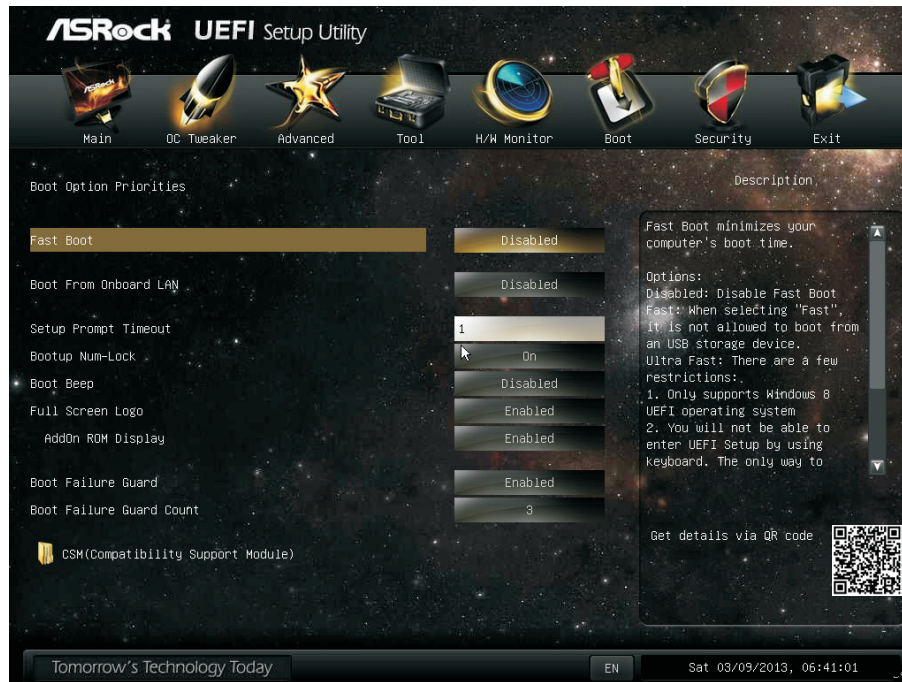 ASRock UEFI Setup Utility
ASRock
Main OC Tweaker Advanced Tool H/W Monitor Boot Security Exit
Boot Option Priorities
Fast Boot Disabled
Boot From Onboard LAN Disabled
Setup Prompt Timeout 1
Bootup Num-Lock On
Boot Beep Disabled
Full Screen Logo Enabled
AddOn ROM Display Enabled
Boot Failure Guard Enabled
Boot Failure Guard Count 3
CSM(Compatibility Support Module)
Description
Fast Boot minimizes your
computer's boot time.
Options:
Disabled: Disable Fast Boot
Fast: When selecting "Fast",
it is not allowed to boot from
an USB storage device.
Ultra Fast: There are a few
restrictions:
1. Only supports Windows 8
UEFI operating system
2. You will not be able to
enter UEFI Setup by using
keyboard. The only way to
Get details via QR code
Tomorrow's Technology Today
EN
Sat 03/09/2013, 06:41:01